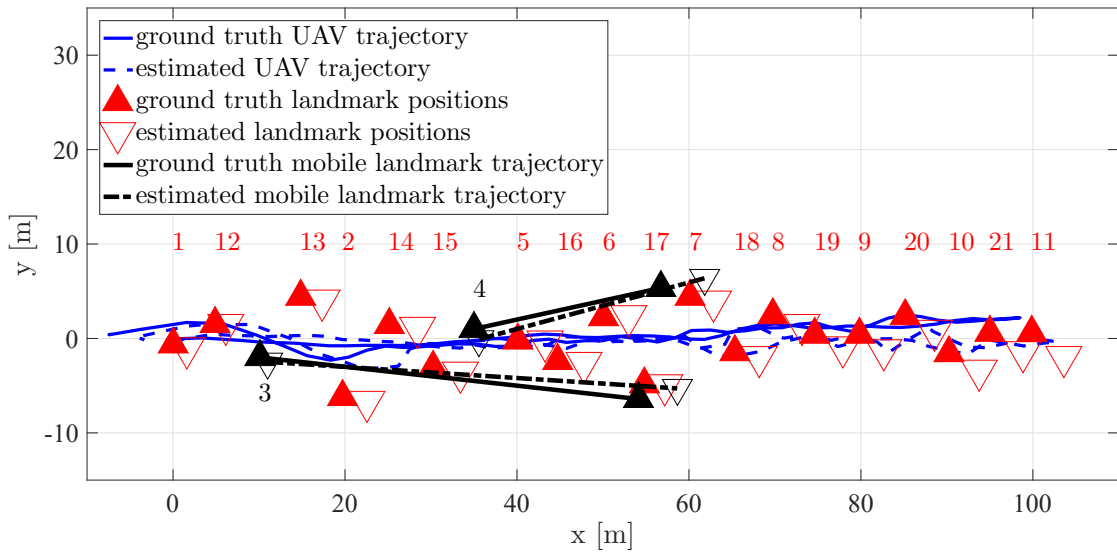 ground truth UAV trajectory
estimated UAV trajectory
ground truth landmark positions
estimated landmark positions
ground truth mobile landmark trajectory
estimated mobile landmark trajectory
30
20
10
0
-10
y [m]
1 12 13 2 14 15 5 16 6 17 7 18 8 19 9 20 10 21 11
4
3
0 20 40 60 80 100
x [m]